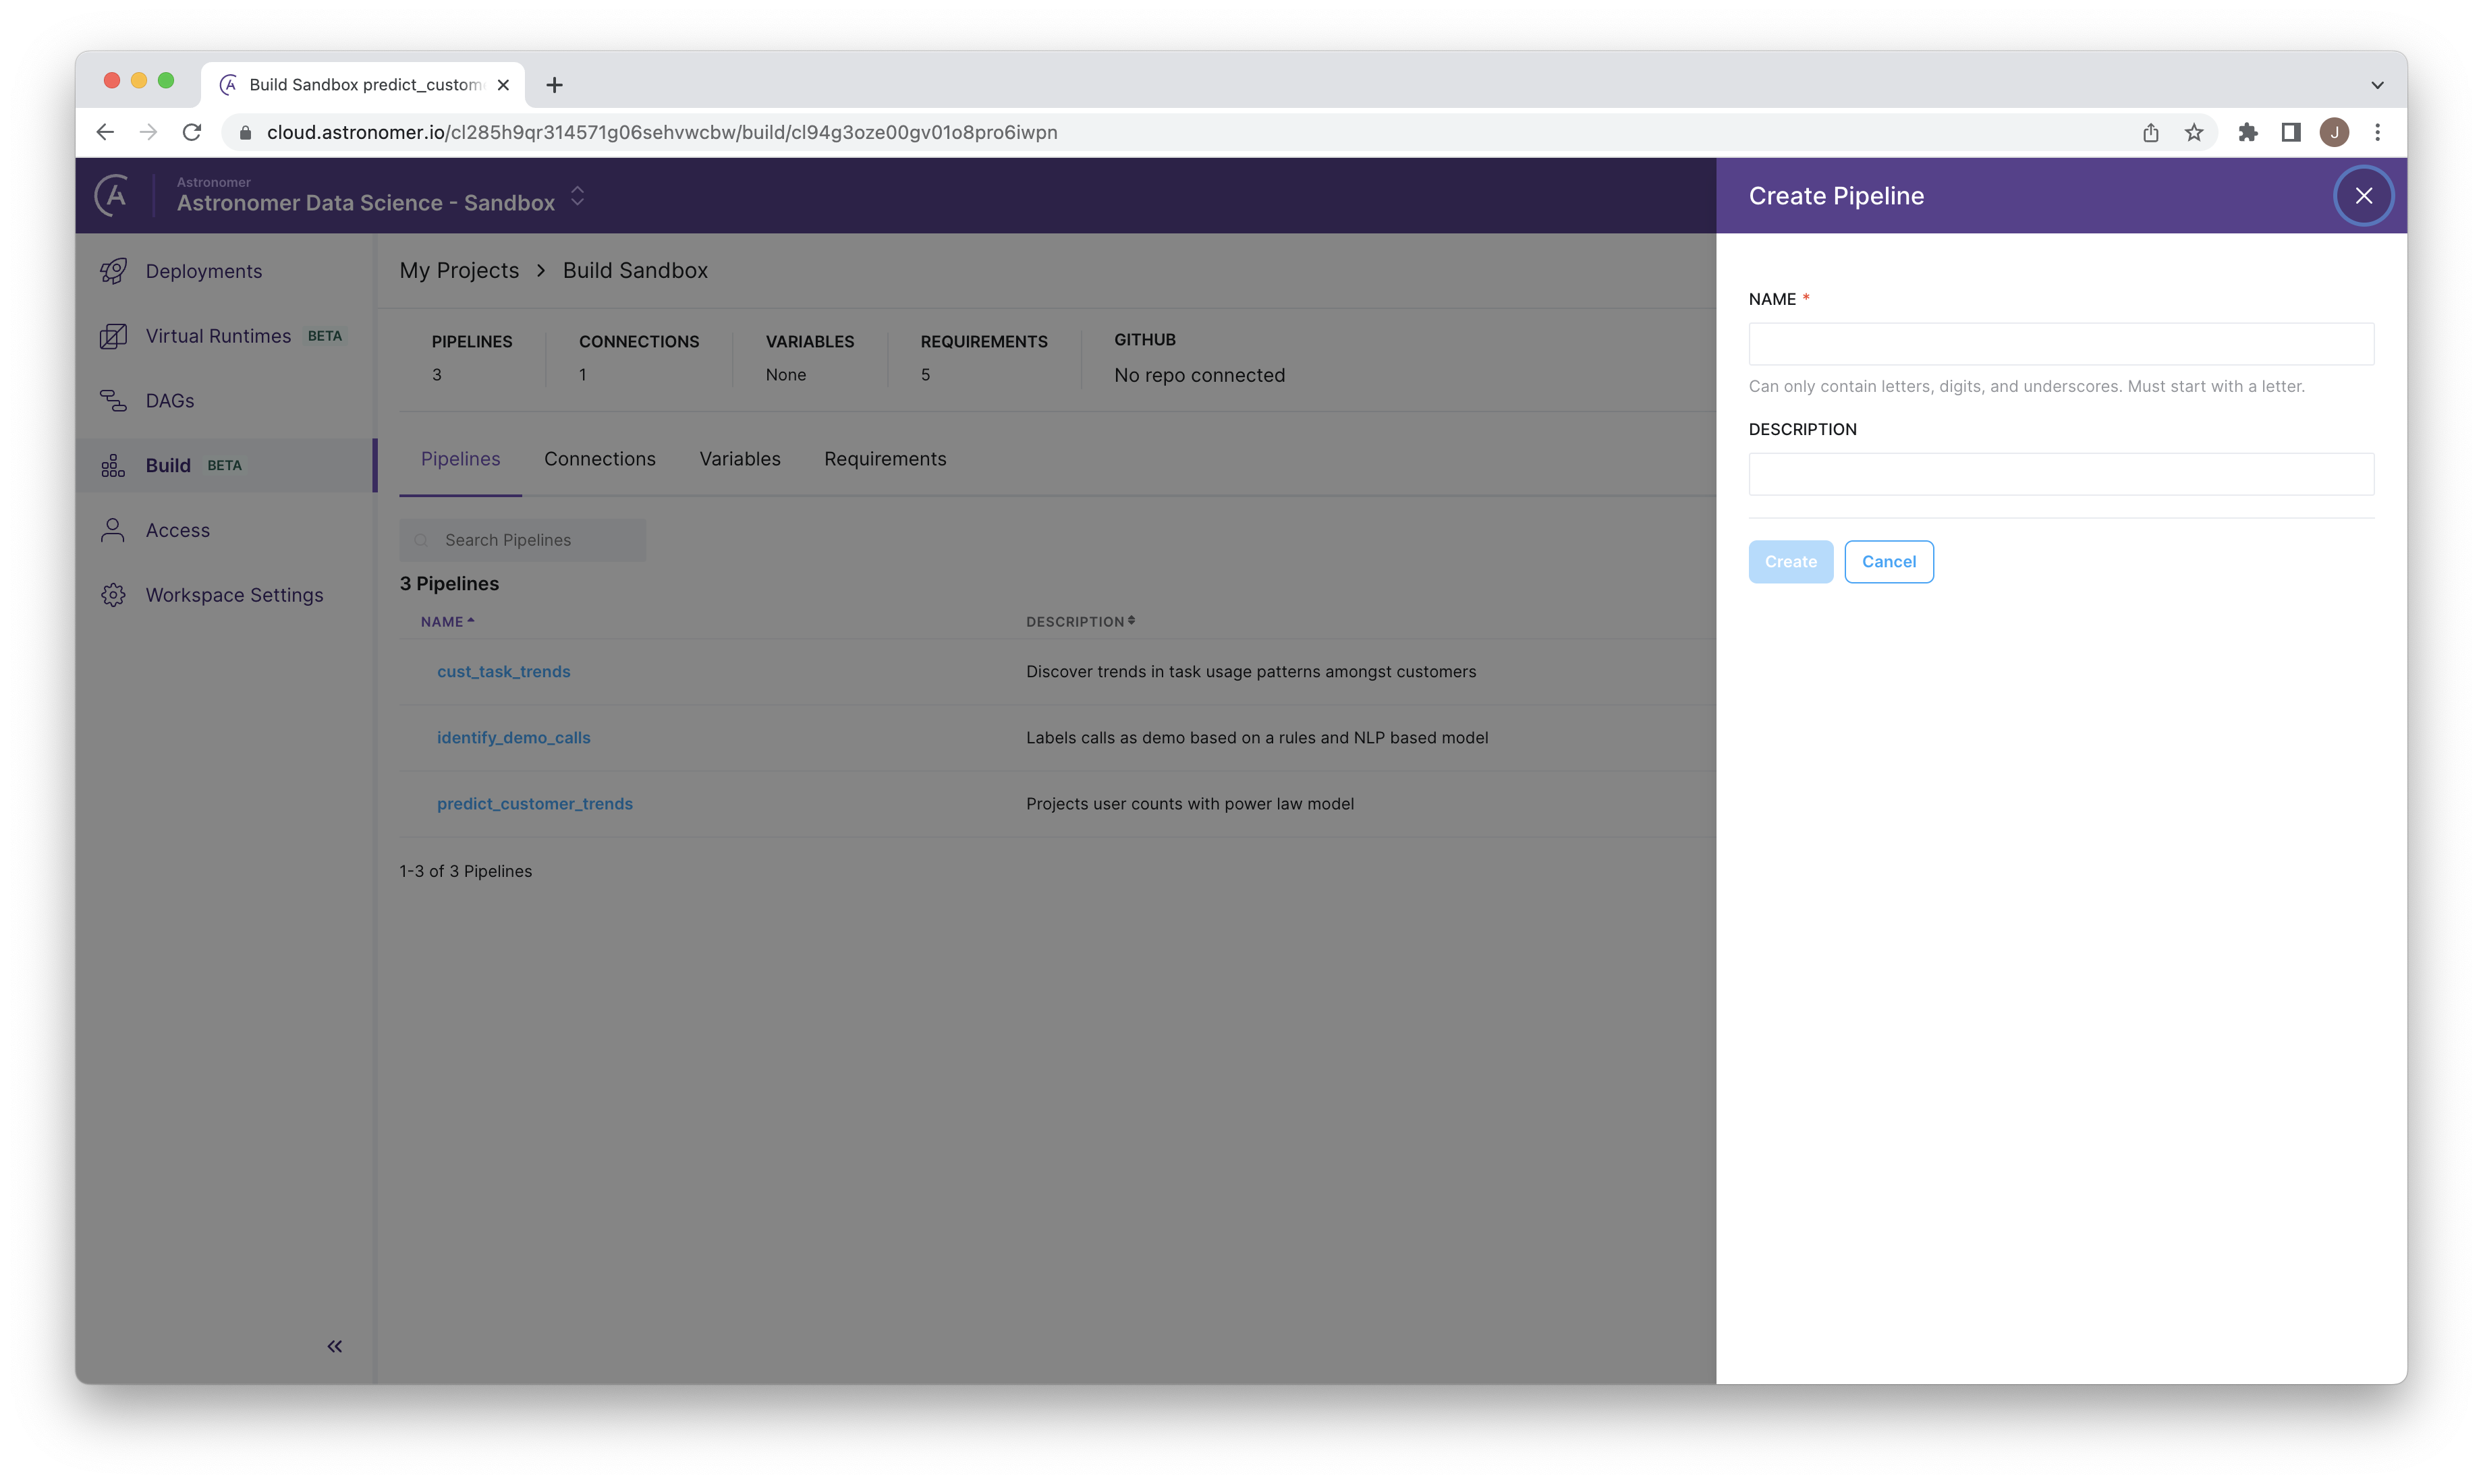 Build Sandbox predict_custom
cloud.astronomer.io/cl285h9qr314571g06sehvwcbw/build/cl94g3oze00gv01o8pro6iwpn
J
Astronomer
Astronomer Data Science - Sandbox
Deployments
Virtual Runtimes BETA
DAGs
Build BETA
Access
Workspace Settings
My Projects > Build Sandbox
PIPELINES CONNECTIONS VARIABLES REQUIREMENTS GITHUB
3 1 None 5 No repo connected
Pipelines Connections Variables Requirements
Search Pipelines
3 Pipelines
NAME DESCRIPTION
cust_task_trends Discover trends in task usage patterns amongst customers
identify_demo_calls Labels calls as demo based on a rules and NLP based model
predict_customer_trends Projects user counts with power law model
1-3 of 3 Pipelines
Create Pipeline
NAME *
Can only contain letters, digits, and underscores. Must start with a letter.
DESCRIPTION
Create Cancel